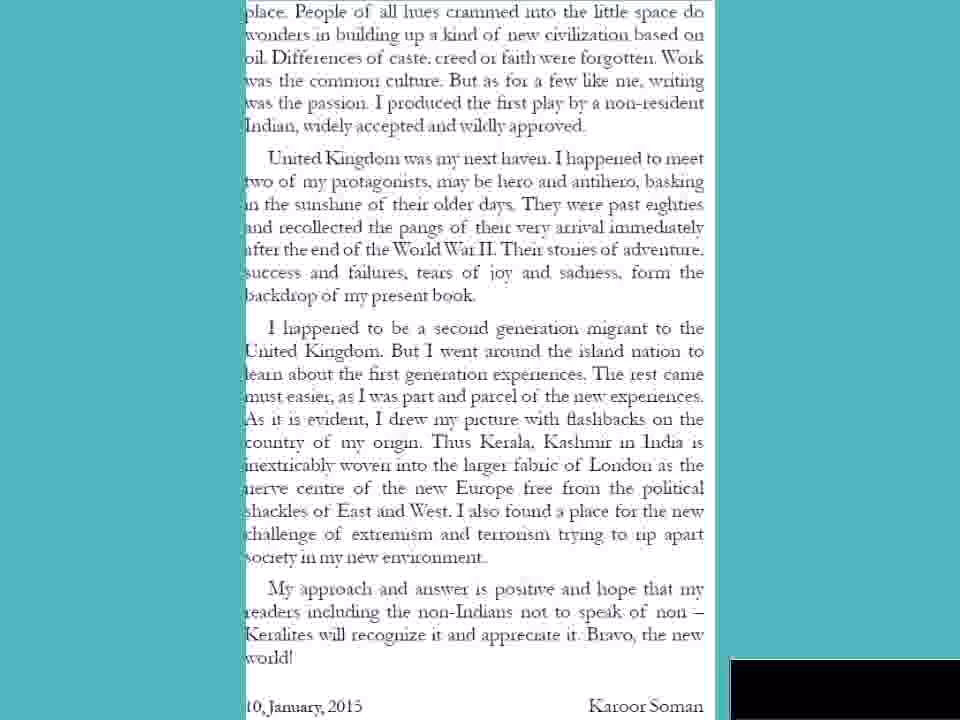 place. People of all hues crammed into the little space do
wonders in building up a kind of new civilization based on
oil. Differences of caste, creed or faith were forgotten. Work
was the common culture. But as for a few like me, writing
was the passion. I produced the first play by a non-resident
Indian, widely accepted and wildly approved.
United Kingdom was my next haven. I happened to meet
two of my protagonists, may be hero and antihero, basking
in the sunshine of their older days. They were past eighties
and recollected the pangs of their very arrival immediately
after the end of the World War II. Their stories of adventure,
success and failures, tears of joy and sadness, form the
backdrop of my present book.
I happened to be a second generation migrant to the
United Kingdom. But I went around the island nation to
learn about the first generation experiences. The rest came
must easier, as I was part and parcel of the new experiences.
As it is evident, I drew my picture with flashbacks on the
country of my origin. Thus Kerala, Kashmir in India is
inextricably woven into the larger fabric of London as the
nerve centre of the new Europe free from the political
shackles of East and West. I also found a place for the new
challenge of extremism and terrorism trying to rip apart
society in my new environment.
My approach and answer is positive and hope that my
readers including the non-Indians not to speak of non –
Keralites will recognize it and appreciate it. Bravo, the new
world!
10, January, 2015 Karoor Soman